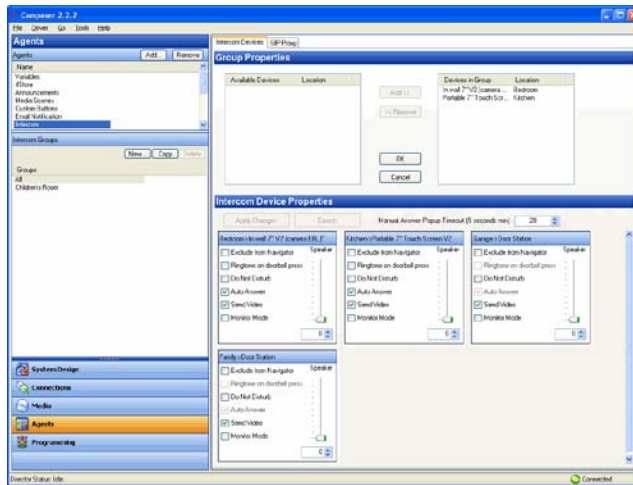 Composer 2.2.2
File Driver Go Tools Help
Agents
Agents Add... Remove
Name
Variables
4Store
Announcements
Media Scenes
Custom Buttons
Email Notification
Intercom
Intercom Groups
New... Copy Delete
Groups
All
Children's Room
System Design
Connections
Media
Agents
Programming
Intercom Devices SIP Proxy
Group Properties
Available Devices Location
Add >>
<< Remove
Devices in Group Location
In wall 7" V2 (camera ... Bedroom
Portable 7" Touch Scr... Kitchen
OK
Cancel
Intercom Device Properties
Apply Changes Cancel Manual Answer Popup Timeout (5 seconds min) 20
Bedroom->In wall 7" V2 (camera
Exclude from Navigator Speaker
Ringtone on doorbell press
Do Not Disturb
Auto Answer
Send Video
Monitor Mode
0
Kitchen->Portable 7" Touch Screen V2
Exclude from Navigator Speaker
Ringtone on doorbell press
Do Not Disturb
Auto Answer
Send Video
Monitor Mode
0
Garage->Door Station
Exclude from Navigator Speaker
Ringtone on doorbell press
Do Not Disturb
Auto Answer
Send Video
Monitor Mode
0
Family->Door Station
Exclude from Navigator Speaker
Ringtone on doorbell press
Do Not Disturb
Auto Answer
Send Video
Monitor Mode
0
Director Status: Idle Connected